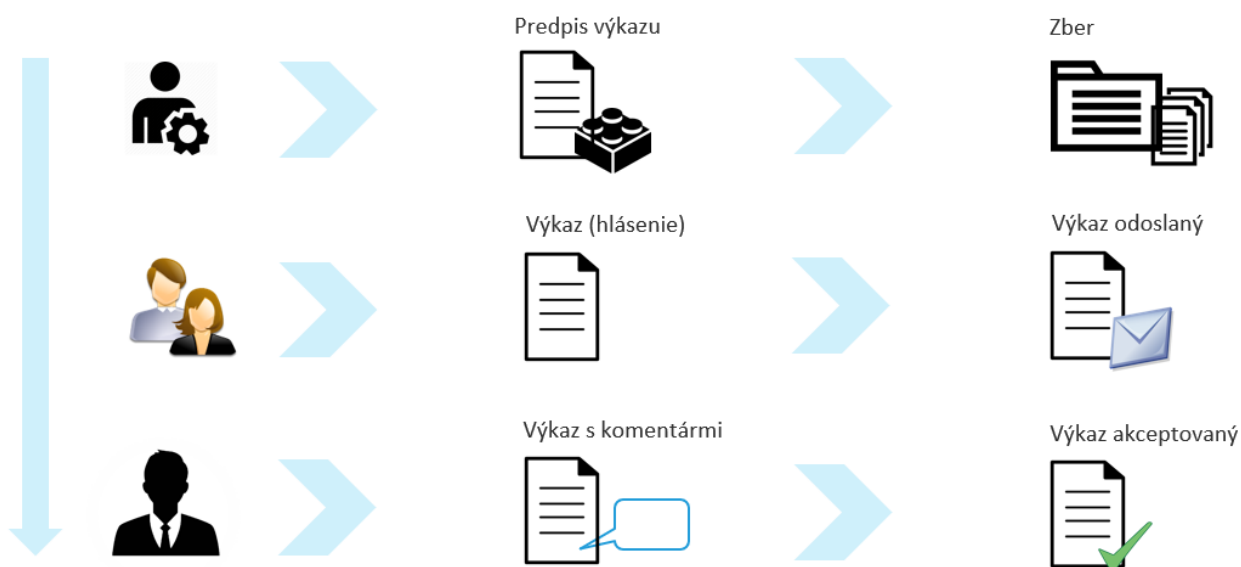 Predpis výkazu
Zber
Výkaz (hlásenie)
Výkaz odoslaný
Výkaz s komentármi
Výkaz akceptovaný